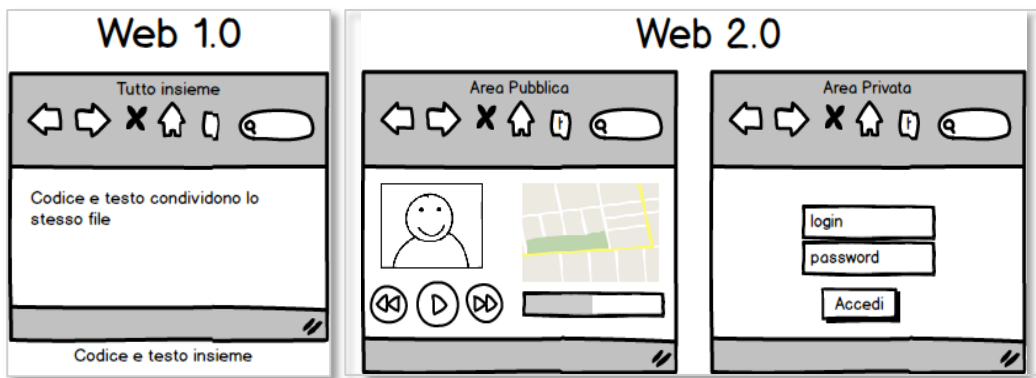 Web 1.0
Tutto insieme
Codice e testo condividono lo
stesso file
Codice e testo insieme
Web 2.0
Area Pubblica
Area Privata
login
password
Accedi